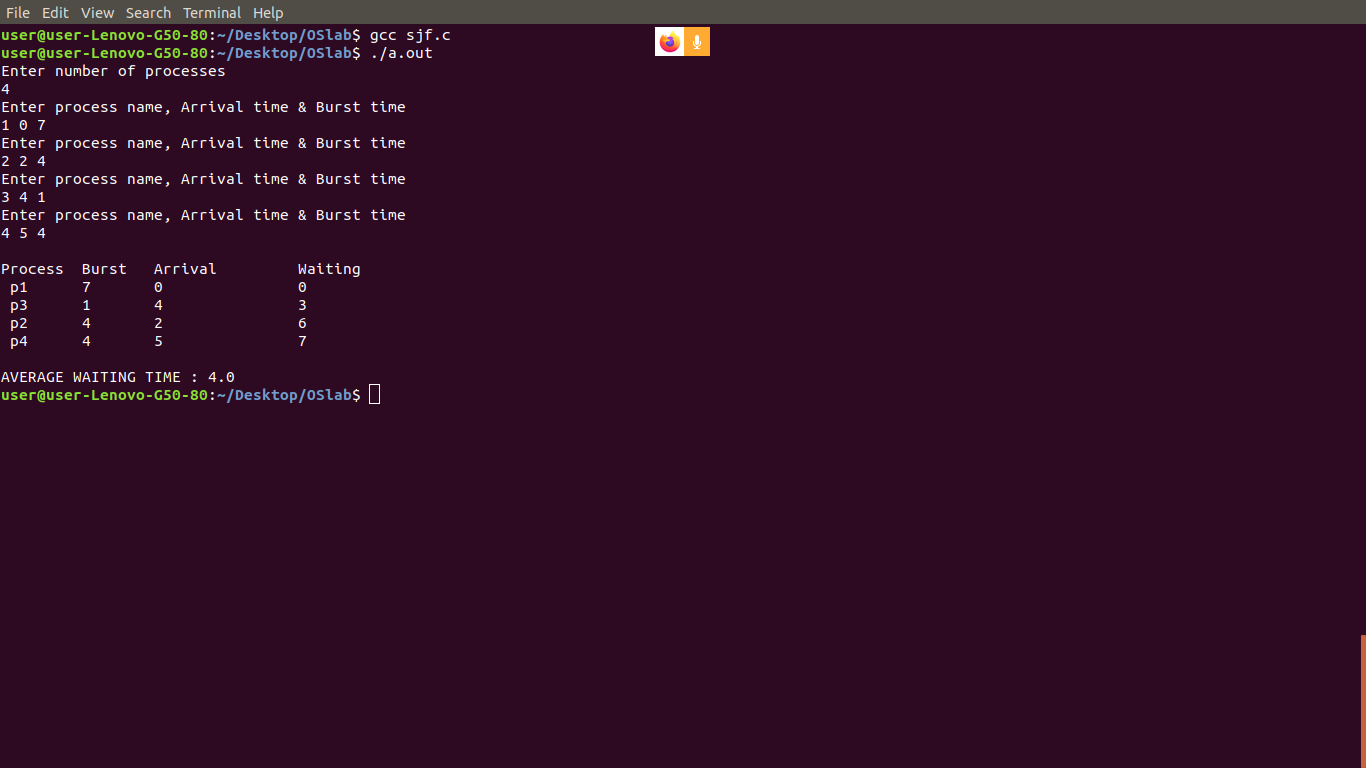 File Edit View Search Terminal Help
user@user-Lenovo-G50-80:~/Desktop/OSlab$ gcc sjf.c
user@user-Lenovo-G50-80:~/Desktop/OSlab$ ./a.out
Enter number of processes
4
Enter process name, Arrival time & Burst time
1 0 7
Enter process name, Arrival time & Burst time
2 2 4
Enter process name, Arrival time & Burst time
3 4 1
Enter process name, Arrival time & Burst time
4 5 4
Process Burst Arrival Waiting
p1 7 0 0
p3 1 4 3
p2 4 2 6
p4 4 5 7
AVERAGE WAITING TIME : 4.0
user@user-Lenovo-G50-80:~/Desktop/OSlab$